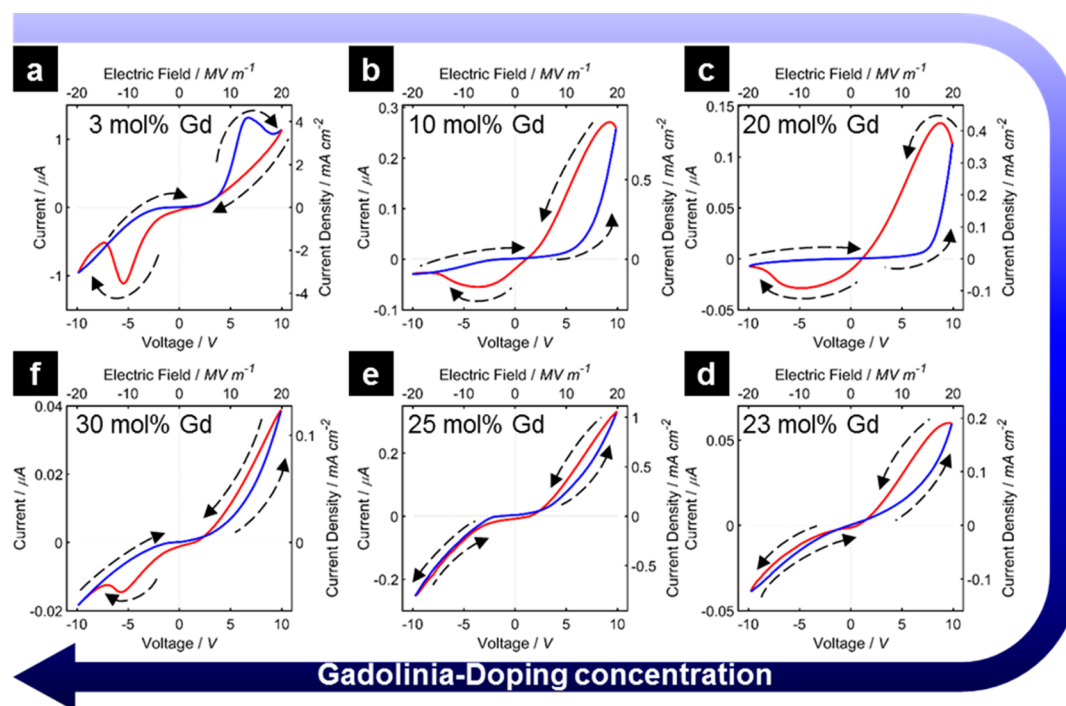 a
Electric Field / MV m⁻¹
-20 -10 0 10 20
3 mol% Gd
Current / µA
1
0
-1
Current Density / mA cm⁻²
4
2
0
-2
-4
-10 -5 0 5 10
Voltage / V
b
Electric Field / MV m⁻¹
-20 -10 0 10 20
10 mol% Gd
Current / µA
0.3
0.2
0.1
0
-0.1
Current Density / mA cm⁻²
0.5
0
-10 -5 0 5 10
Voltage / V
c
Electric Field / MV m⁻¹
-20 -10 0 10 20
20 mol% Gd
Current / µA
0.15
0.1
0.05
0
-0.05
Current Density / mA cm⁻²
0.4
0.3
0.2
0.1
0
-0.1
-10 -5 0 5 10
Voltage / V
f
Electric Field / MV m⁻¹
-20 -10 0 10 20
30 mol% Gd
Current / µA
0.04
0.02
0
-0.02
Current Density / mA cm⁻²
0.1
0
-10 -5 0 5 10
Voltage / V
e
Electric Field / MV m⁻¹
-20 -10 0 10 20
25 mol% Gd
Current / µA
0.2
0
-0.2
Current Density / mA cm⁻²
1
0.5
0
-0.5
-10 -5 0 5 10
Voltage / V
d
Electric Field / MV m⁻¹
-20 -10 0 10 20
23 mol% Gd
Current / µA
0.05
0
-0.05
Current Density / mA cm⁻²
0.2
0.1
0
-0.1
-10 -5 0 5 10
Voltage / V
Gadolinia-Doping concentration